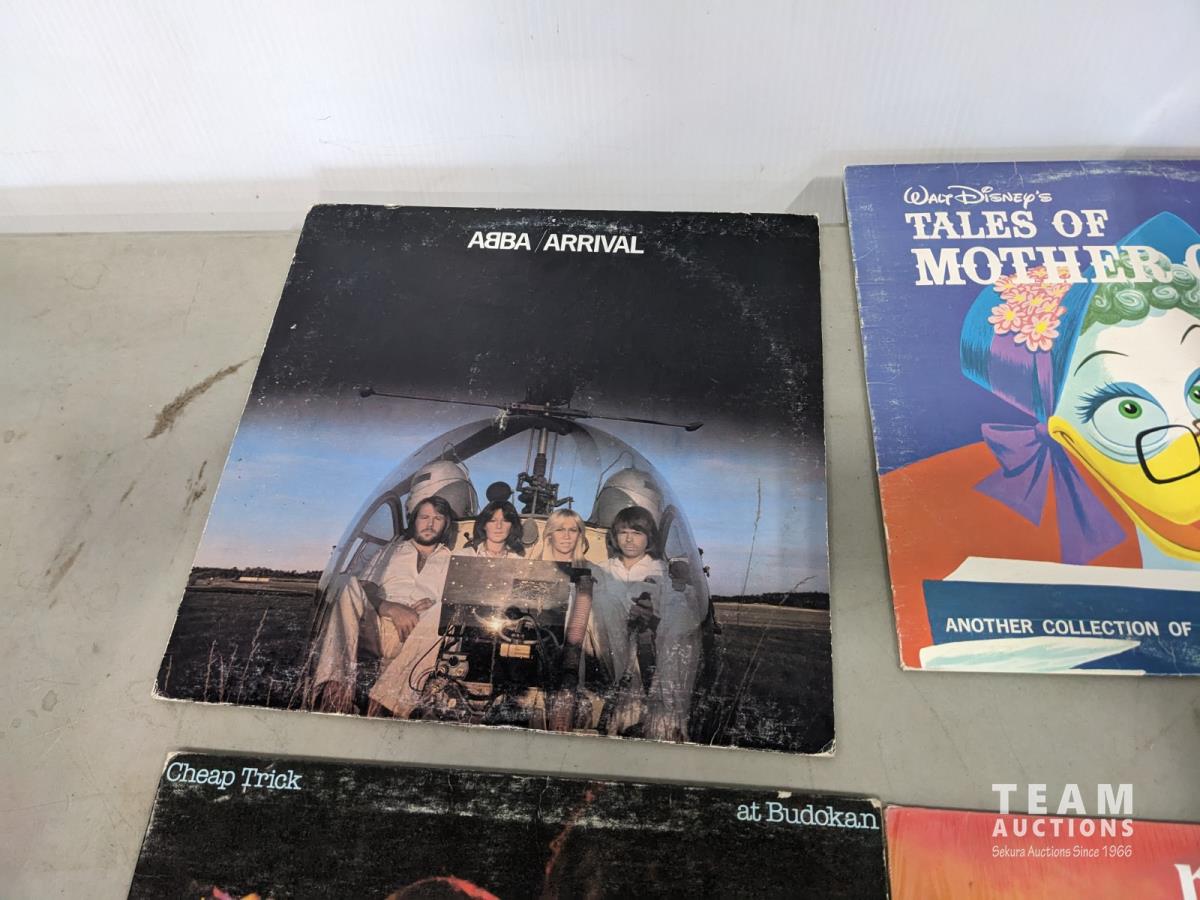 ABBA / ARRIVAL
WALT DISNEY'S
TALES OF
MOTHER
ANOTHER COLLECTION OF
Cheap Trick
at Budokan
TEAM
AUCTIONS
Sekura Auctions Since 1966